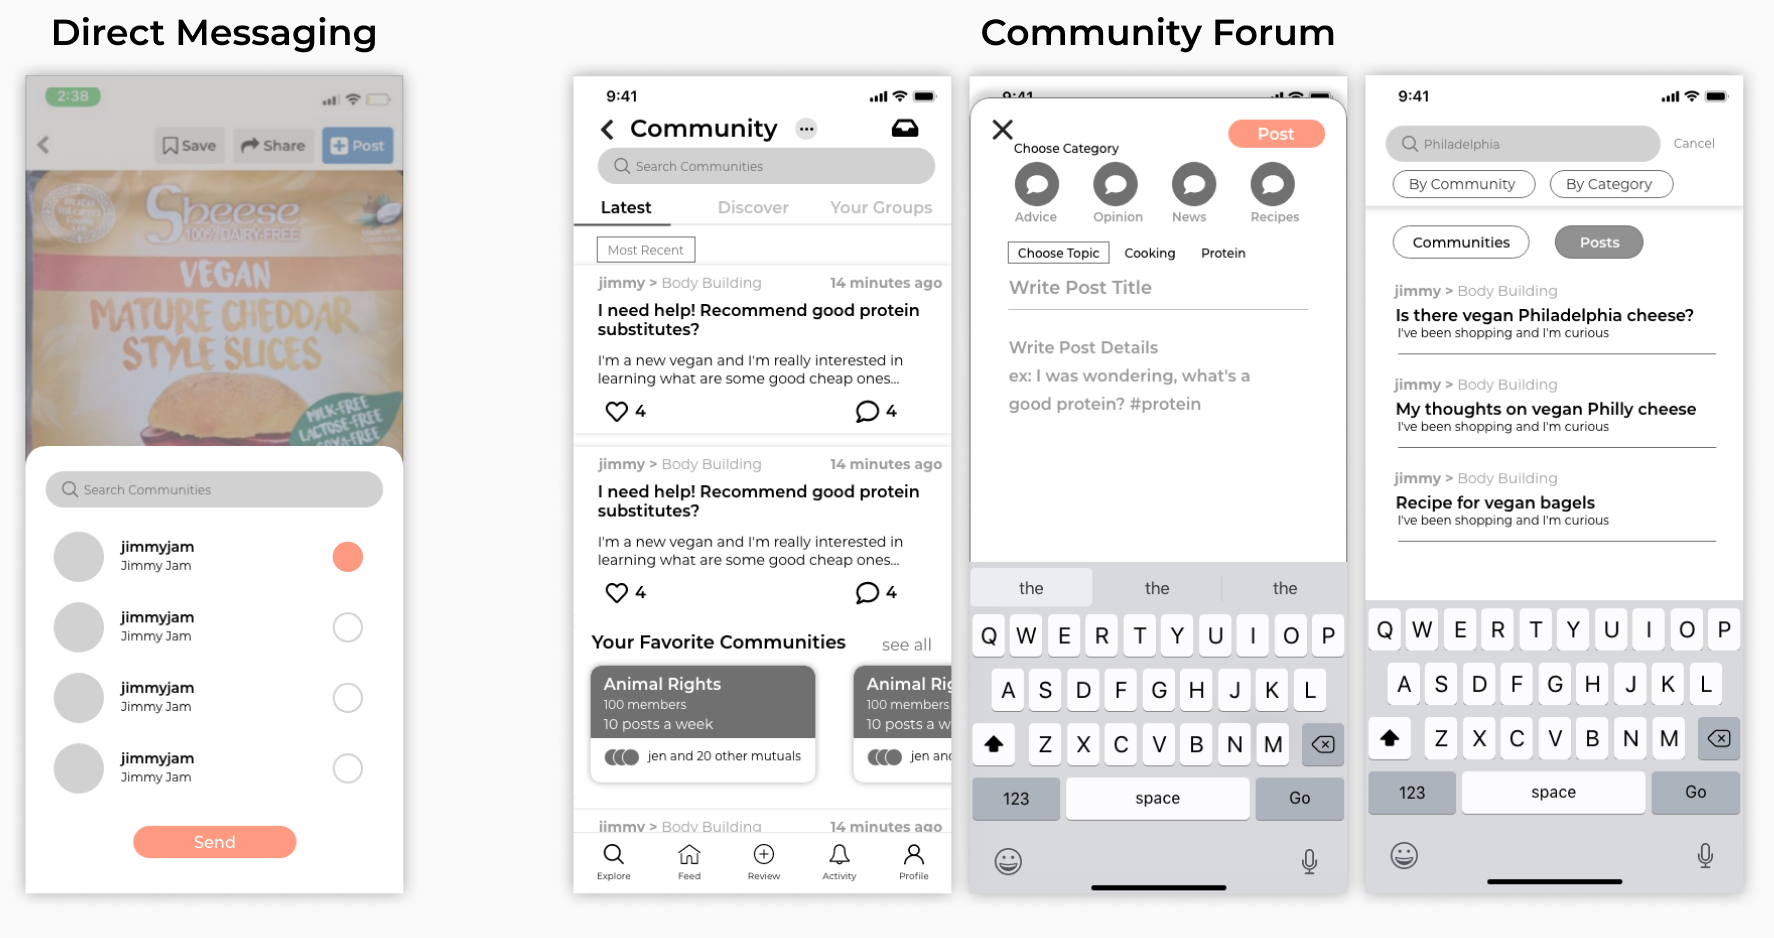 Direct Messaging
2:38
Save
Share
Post
Sheese
100% DAIRY-FREE
VEGAN
MATURE CHEDDAR
STYLE SLICES
MILK-FREE
LACTOSE-FREE
SOYA-FREE
Search Communities
jimmyjam
Jimmy Jam
jimmyjam
Jimmy Jam
jimmyjam
Jimmy Jam
jimmyjam
Jimmy Jam
Send
Community Forum
9:41
Community
Search Communities
Latest Discover Your Groups
Most Recent
jimmy > Body Building 14 minutes ago
I need help! Recommend good protein
substitutes?
I'm a new vegan and I'm really interested in
learning what are some good cheap ones...
4 4
jimmy > Body Building 14 minutes ago
I need help! Recommend good protein
substitutes?
I'm a new vegan and I'm really interested in
learning what are some good cheap ones...
4 4
Your Favorite Communities see all
Animal Rights
100 members
10 posts a week
jen and 20 other mutuals
Animal Rig
100 members
10 posts a w
jen anc
jimmy > Body Building 14 minutes ago
Explore Feed Review Activity Profile
9:41
Post
Choose Category
Advice Opinion News Recipes
Choose Topic Cooking Protein
Write Post Title
Write Post Details
ex: I was wondering, what's a
good protein? #protein
the the the
Q W E R T Y U I O P
A S D F G H J K L
Z X C V B N M
123 space Go
9:41
Philadelphia Cancel
By Community By Category
Communities Posts
jimmy > Body Building
Is there vegan Philadelphia cheese?
I've been shopping and I'm curious
jimmy > Body Building
My thoughts on vegan Philly cheese
I've been shopping and I'm curious
jimmy > Body Building
Recipe for vegan bagels
I've been shopping and I'm curious
Q W E R T Y U I O P
A S D F G H J K L
Z X C V B N M
123 space Go